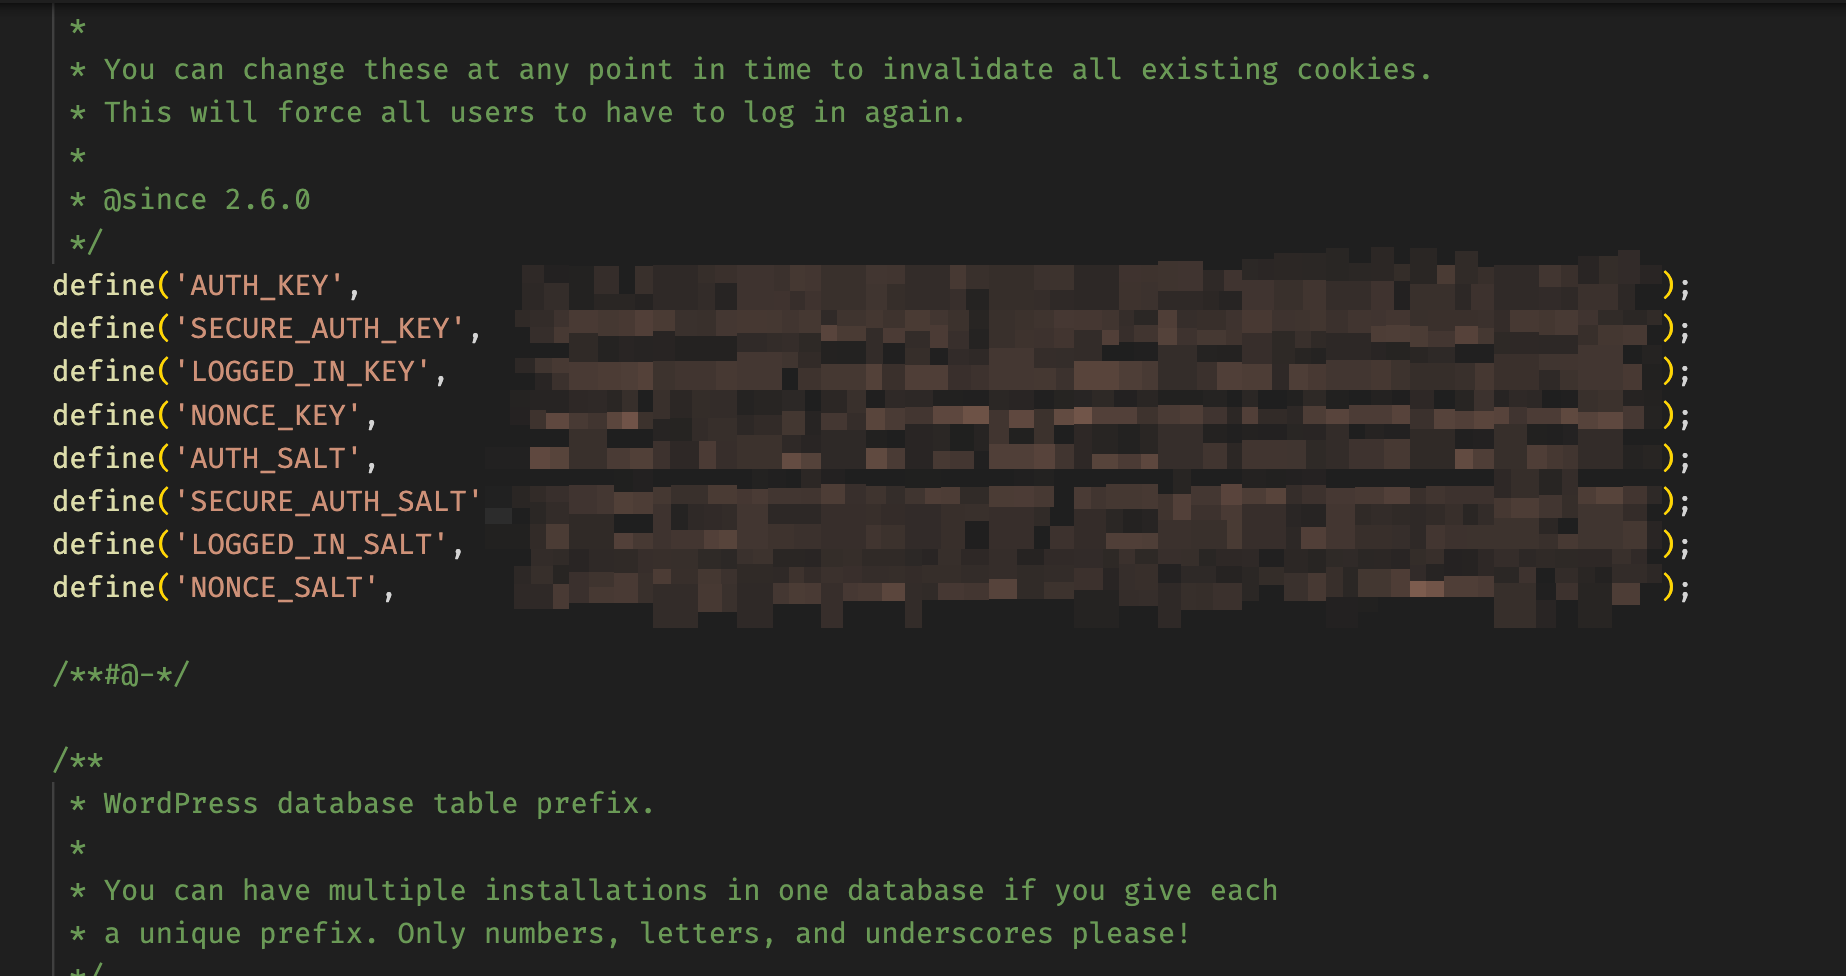 *
* You can change these at any point in time to invalidate all existing cookies.
* This will force all users to have to log in again.
*
* @since 2.6.0
*/
define('AUTH_KEY', );
define('SECURE_AUTH_KEY', );
define('LOGGED_IN_KEY', );
define('NONCE_KEY', );
define('AUTH_SALT', );
define('SECURE_AUTH_SALT' );
define('LOGGED_IN_SALT', );
define('NONCE_SALT', );
/**#@-*/
/**
* WordPress database table prefix.
*
* You can have multiple installations in one database if you give each
* a unique prefix. Only numbers, letters, and underscores please!
*/